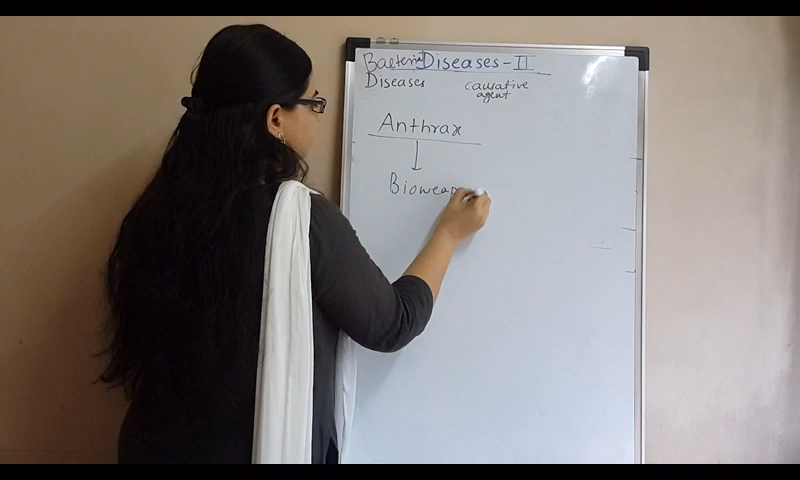 Bacterial Diseases - II
Diseases causative
agent
Anthrax
Bioweap